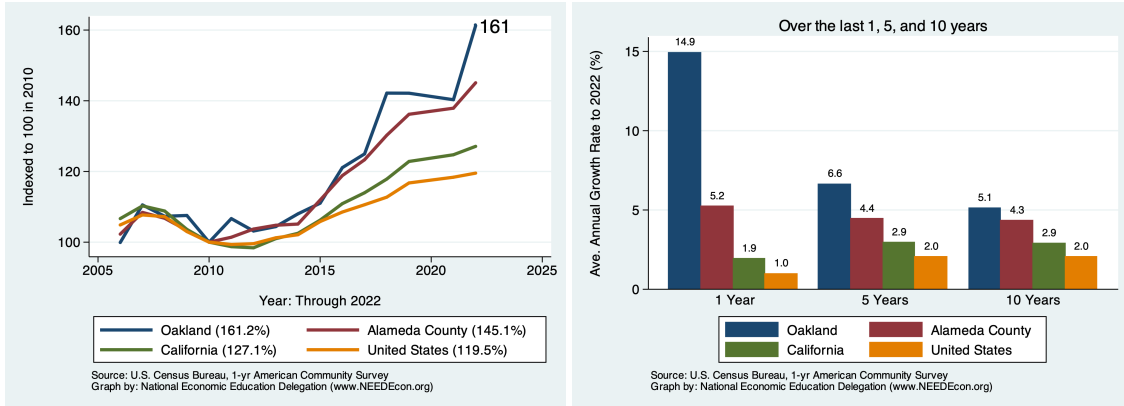 160
140
120
100
161
Indexed to 100 in 2010
2005
2010
2015
2020
2025
Year: Through 2022
Oakland (161.2%)
Alameda County (145.1%)
California (127.1%)
United States (119.5%)
Source: U.S. Census Bureau, 1-yr American Community Survey
Graph by: National Economic Education Delegation (www.NEEDEcon.org)
Over the last 1, 5, and 10 years
Ave. Annual Growth Rate to 2022 (%)
15
10
5
0
14.9
5.2
1.9
1.0
6.6
4.4
2.9
2.0
5.1
4.3
2.9
2.0
1 Year
5 Years
10 Years
Oakland
Alameda County
California
United States
Source: U.S. Census Bureau, 1-yr American Community Survey
Graph by: National Economic Education Delegation (www.NEEDEcon.org)